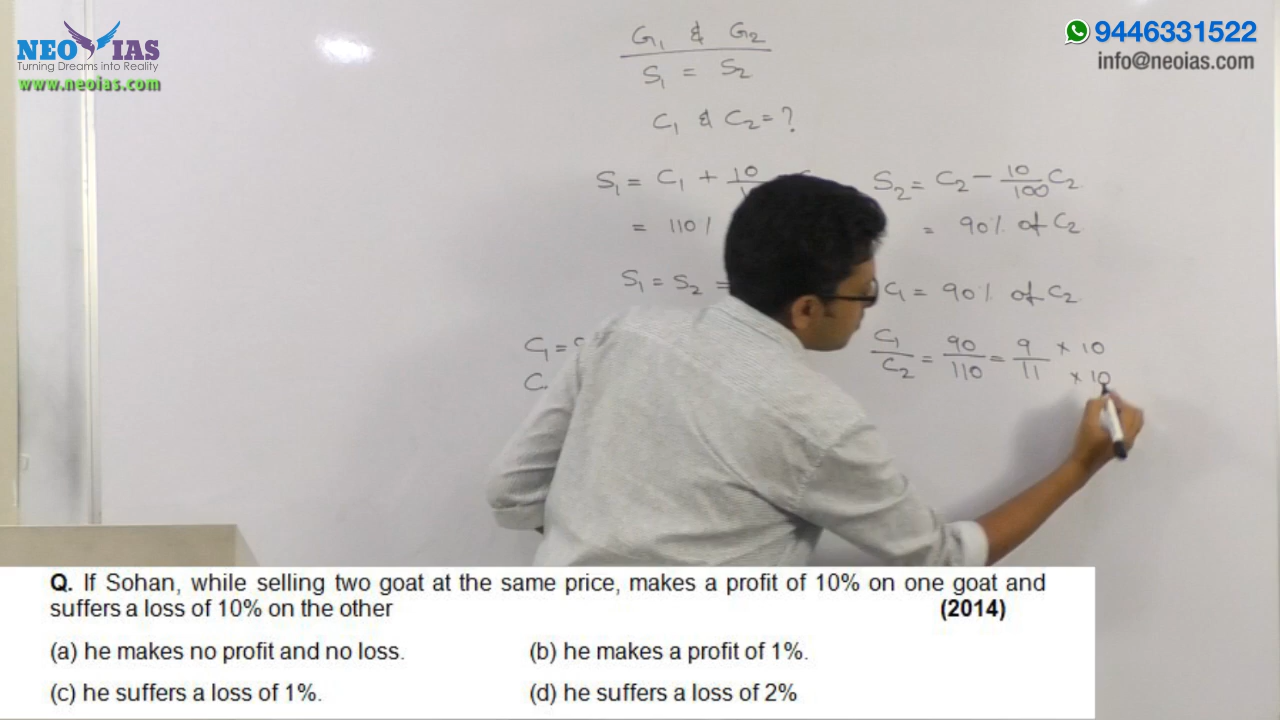 NEO IAS
Turning Dreams into Reality
www.neoias.com
9446331522
info@neoias.com
G₁ & G₂
S₁ = S₂
C₁ & C₂ = ?
S₁ = C₁ + 10
= 110%
S₂ = C₂ − 10/100 C₂
= 90% of C₂
S₁ = S₂ =
C₁ = 90% of C₂
C₁ =
C₁/C₂ = 90/110 = 9/11 × 10
× 10
Q. If Sohan, while selling two goat at the same price, makes a profit of 10% on one goat and
suffers a loss of 10% on the other (2014)
(a) he makes no profit and no loss. (b) he makes a profit of 1%.
(c) he suffers a loss of 1%. (d) he suffers a loss of 2%